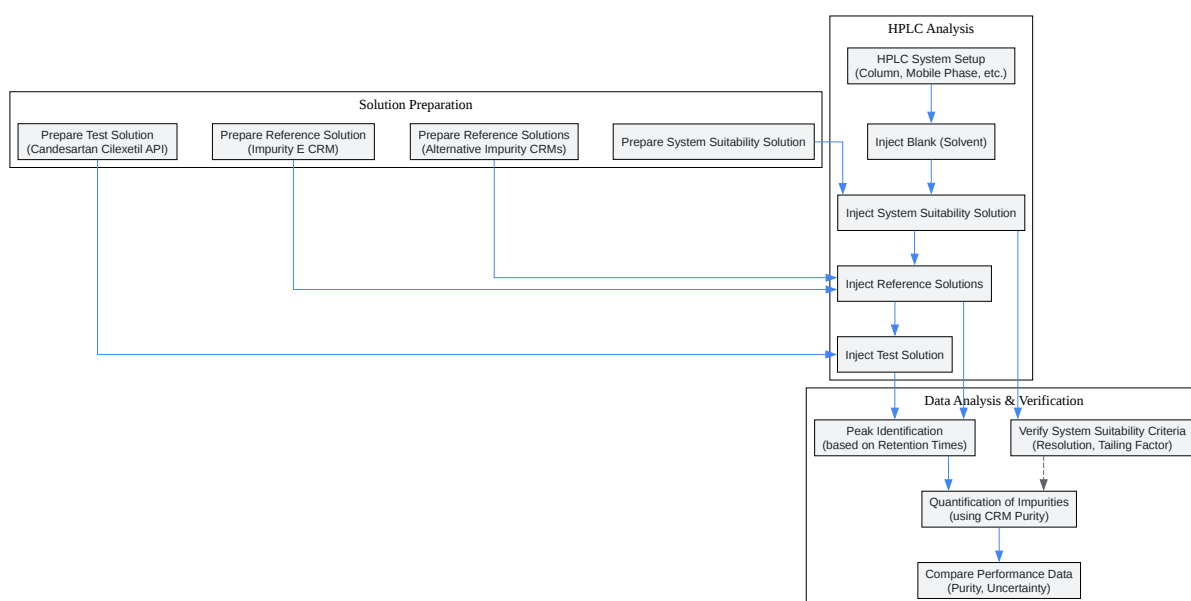 HPLC Analysis
HPLC System Setup
(Column, Mobile Phase, etc.)
Solution Preparation
Prepare Test Solution
(Candesartan Cilexetil API)
Prepare Reference Solution
(Impurity E CRM)
Prepare Reference Solutions
(Alternative Impurity CRMs)
Prepare System Suitability Solution
Inject Blank (Solvent)
Inject System Suitability Solution
Inject Reference Solutions
Inject Test Solution
Data Analysis & Verification
Peak Identification
(based on Retention Times)
Verify System Suitability Criteria
(Resolution, Tailing Factor)
Quantification of Impurities
(using CRM Purity)
Compare Performance Data
(Purity, Uncertainty)